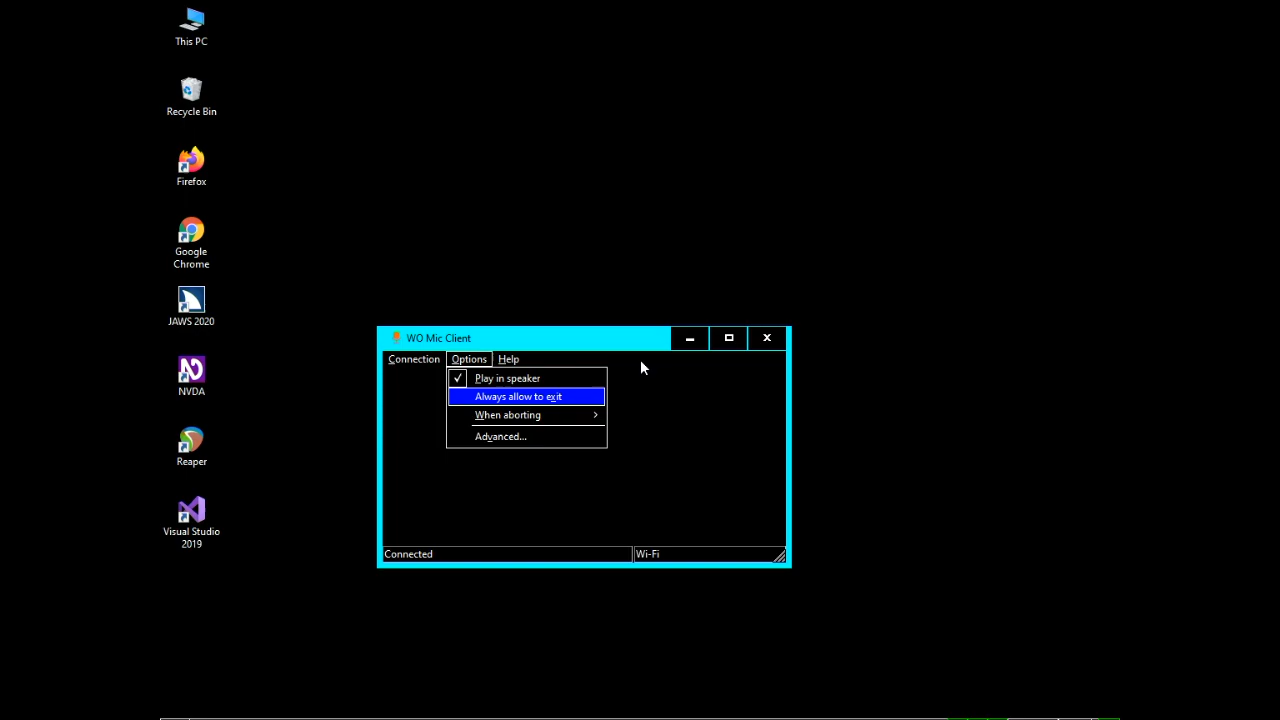 This PC
Recycle Bin
Firefox
Google
Chrome
JAWS 2020
NVDA
Reaper
Visual Studio
2019
WO Mic Client
Connection Options Help
Play in speaker
Always allow to exit
When aborting
Advanced...
Connected Wi-Fi